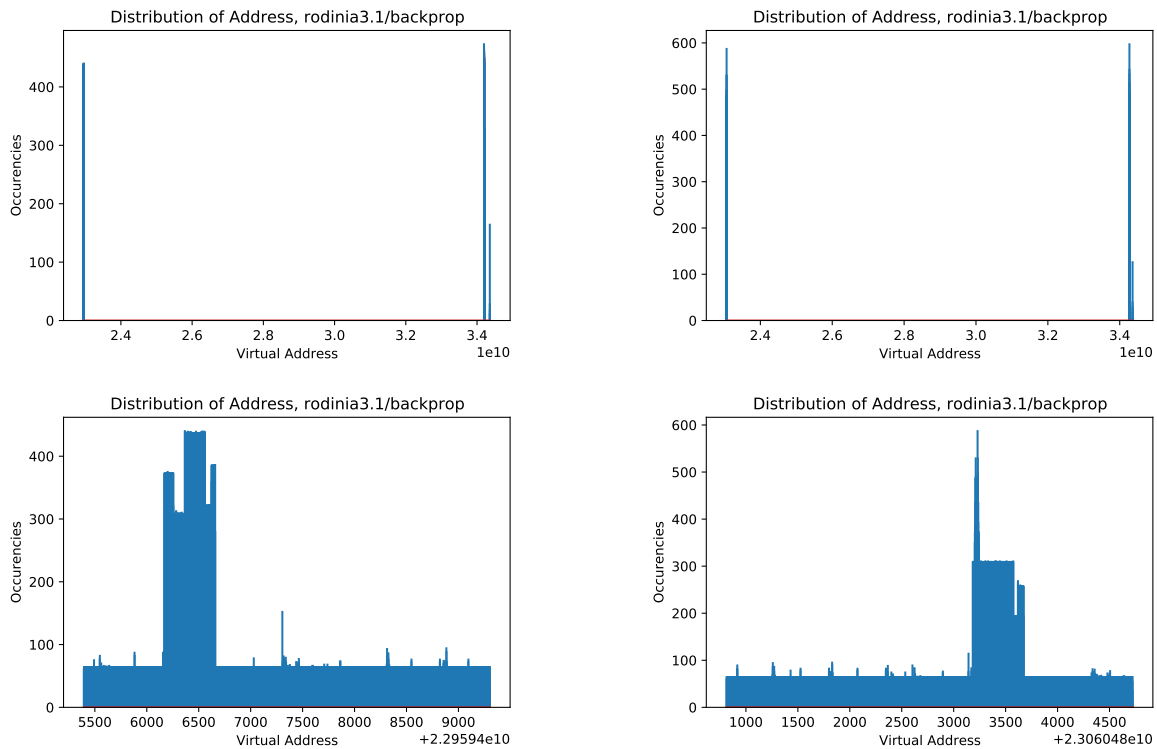 Distribution of Address, rodinia3.1/backprop
Occurencies
400
300
200
100
0
2.4 2.6 2.8 3.0 3.2 3.4
1e10
Virtual Address
Distribution of Address, rodinia3.1/backprop
Occurencies
600
500
400
300
200
100
0
2.4 2.6 2.8 3.0 3.2 3.4
1e10
Virtual Address
Distribution of Address, rodinia3.1/backprop
Occurencies
400
300
200
100
0
5500 6000 6500 7000 7500 8000 8500 9000
+2.29594e10
Virtual Address
Distribution of Address, rodinia3.1/backprop
Occurencies
600
500
400
300
200
100
0
1000 1500 2000 2500 3000 3500 4000 4500
+2.306048e10
Virtual Address